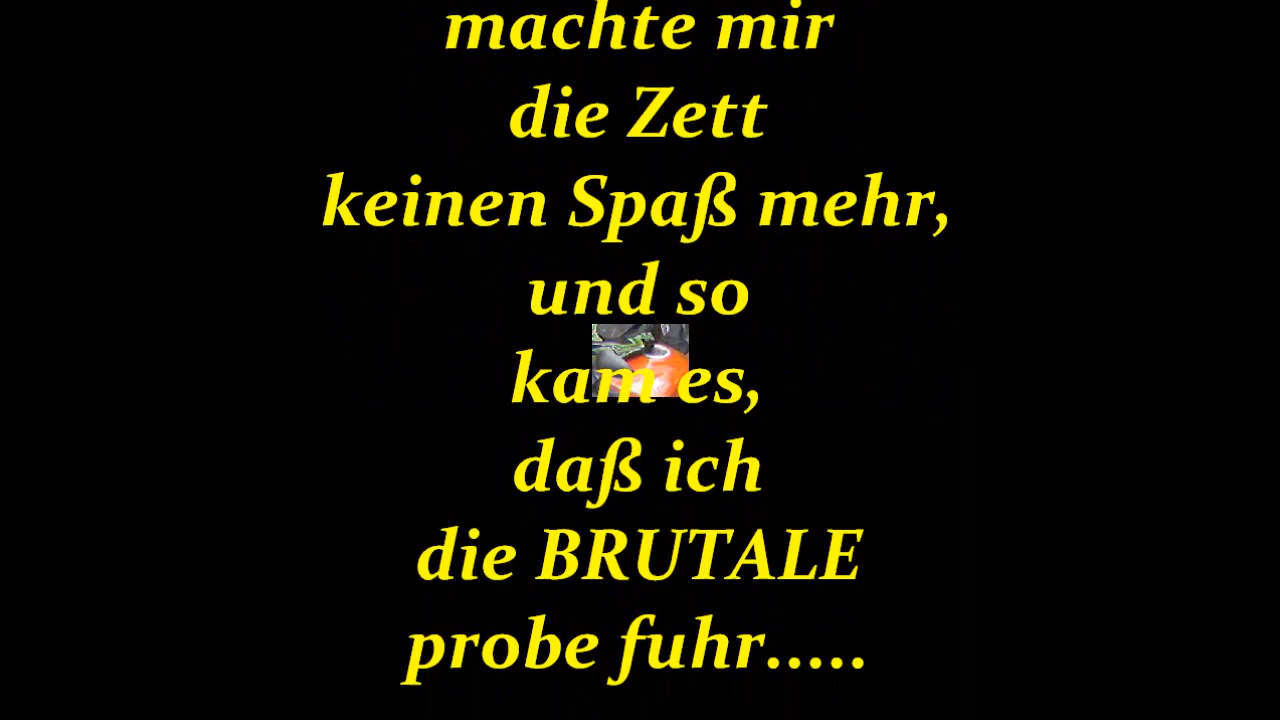 machte mir
die Zett
keinen Spaß mehr,
und so
kam es,
daß ich
die BRUTALE
probe fuhr.....